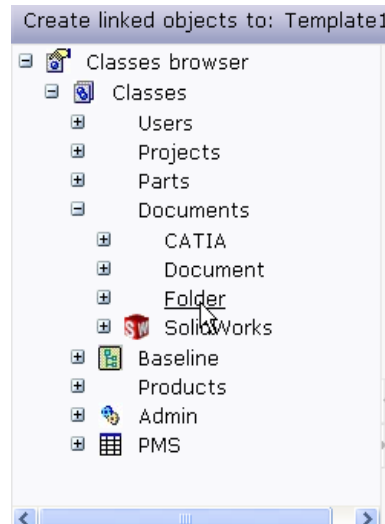 Create linked objects to: Template1
Classes browser
Classes
Users
Projects
Parts
Documents
CATIA
Document
Folder
SW SolidWorks
Baseline
Products
Admin
PMS